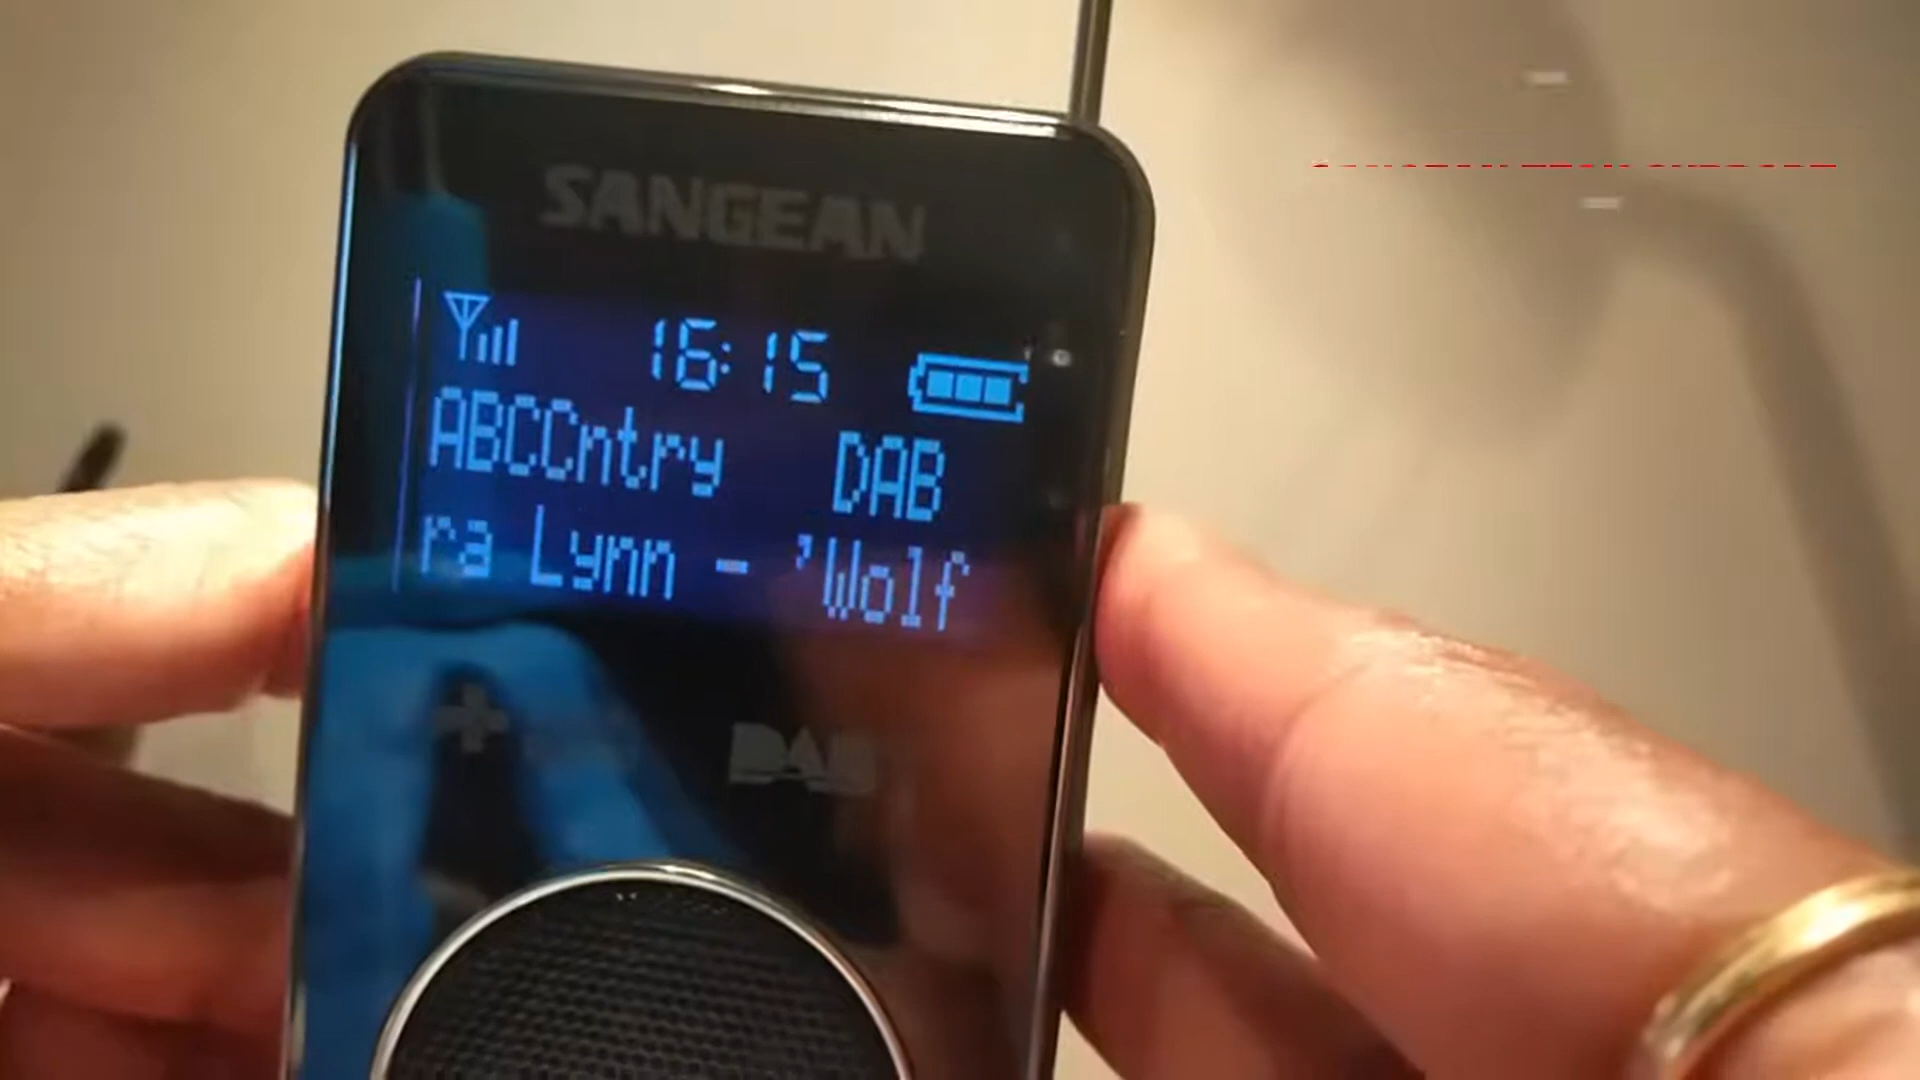 SANGEAN
16:15
ABCCntry DAB
ra Lynn - 'Wolf
DAB